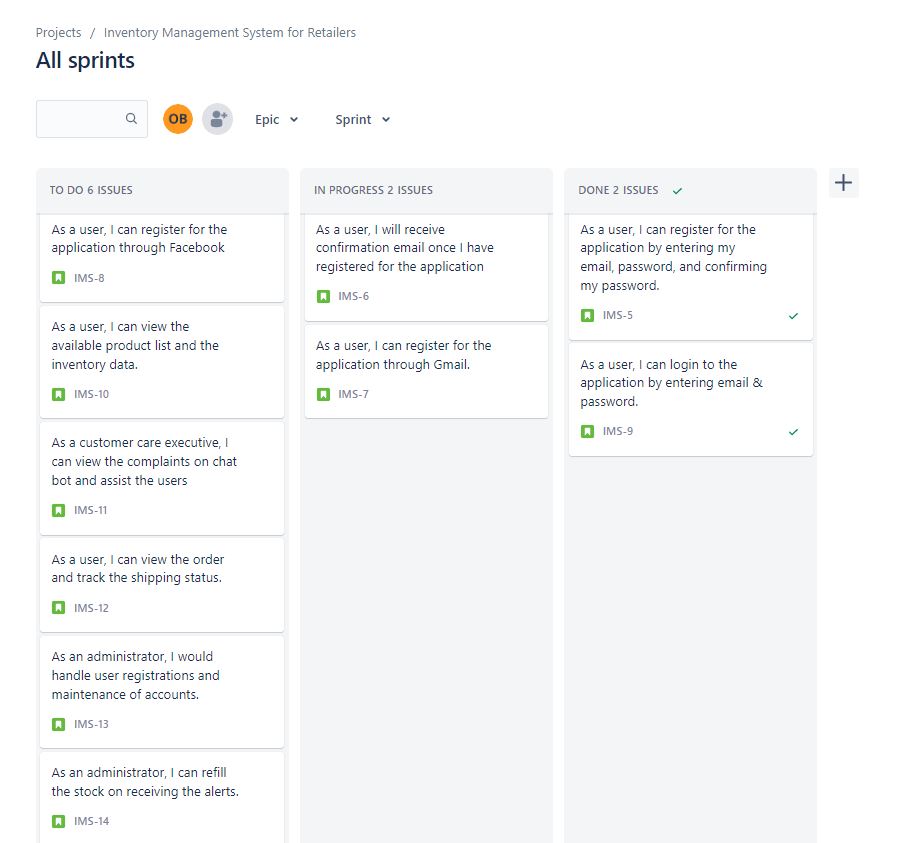 Projects / Inventory Management System for Retailers
All sprints
OB
Epic
Sprint
TO DO 6 ISSUES
As a user, I can register for the
application through Facebook
IMS-8
As a user, I can view the
available product list and the
inventory data.
IMS-10
As a customer care executive, I
can view the complaints on chat
bot and assist the users
IMS-11
As a user, I can view the order
and track the shipping status.
IMS-12
As an administrator, I would
handle user registrations and
maintenance of accounts.
IMS-13
As an administrator, I can refill
the stock on receiving the alerts.
IMS-14
IN PROGRESS 2 ISSUES
As a user, I will receive
confirmation email once I have
registered for the application
IMS-6
As a user, I can register for the
application through Gmail.
IMS-7
DONE 2 ISSUES
As a user, I can register for the
application by entering my
email, password, and confirming
my password.
IMS-5
As a user, I can login to the
application by entering email &
password.
IMS-9